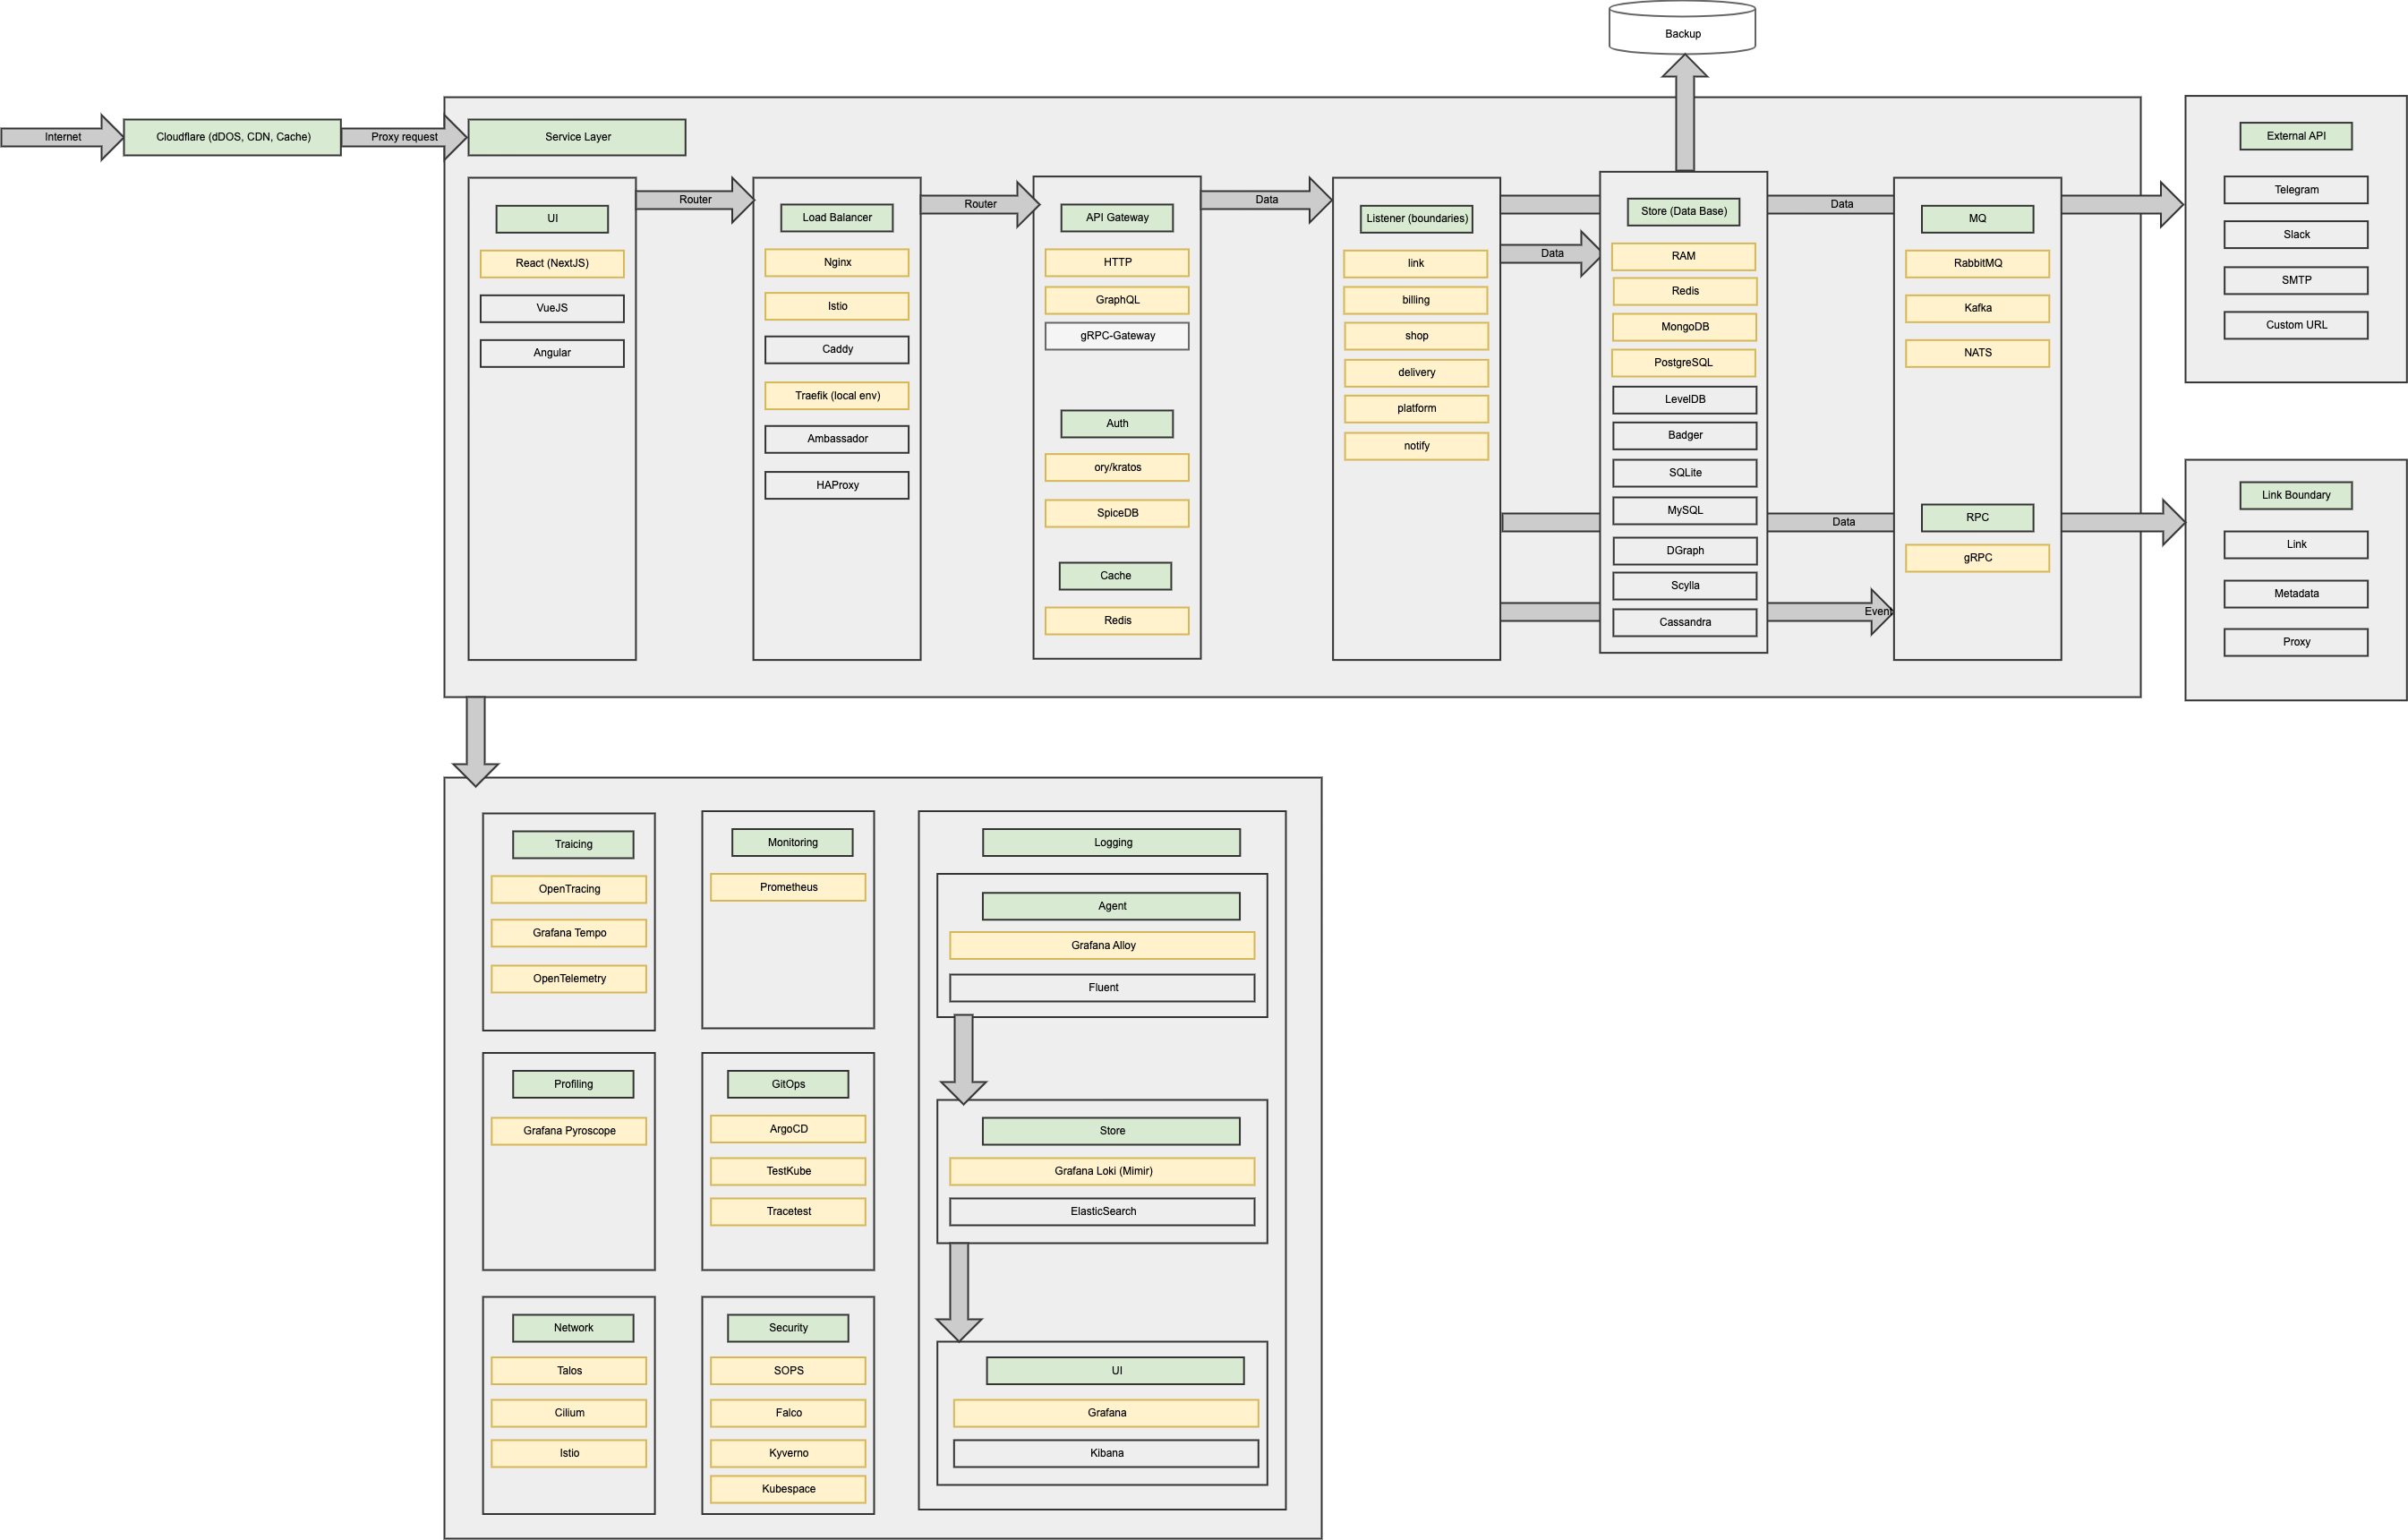 Backup
Internet
Cloudflare (dDOS, CDN, Cache)
Proxy request
Service Layer
UI
React (NextJS)
VueJS
Angular
Router
Load Balancer
Nginx
Istio
Caddy
Traefik (local env)
Ambassador
HAProxy
Router
API Gateway
HTTP
GraphQL
gRPC-Gateway
Auth
ory/kratos
SpiceDB
Cache
Redis
Data
Listener (boundaries)
link
billing
shop
delivery
platform
notify
Data
Store (Data Base)
RAM
Redis
MongoDB
PostgreSQL
LevelDB
Badger
SQLite
MySQL
DGraph
Scylla
Cassandra
Data
Data
Event
MQ
RabbitMQ
Kafka
NATS
RPC
gRPC
External API
Telegram
Slack
SMTP
Custom URL
Link Boundary
Link
Metadata
Proxy
Traicing
OpenTracing
Grafana Tempo
OpenTelemetry
Monitoring
Prometheus
Logging
Agent
Grafana Alloy
Fluent
Store
Grafana Loki (Mimir)
ElasticSearch
UI
Grafana
Kibana
Profiling
Grafana Pyroscope
GitOps
ArgoCD
TestKube
Tracetest
Network
Talos
Cilium
Istio
Security
SOPS
Falco
Kyverno
Kubespace